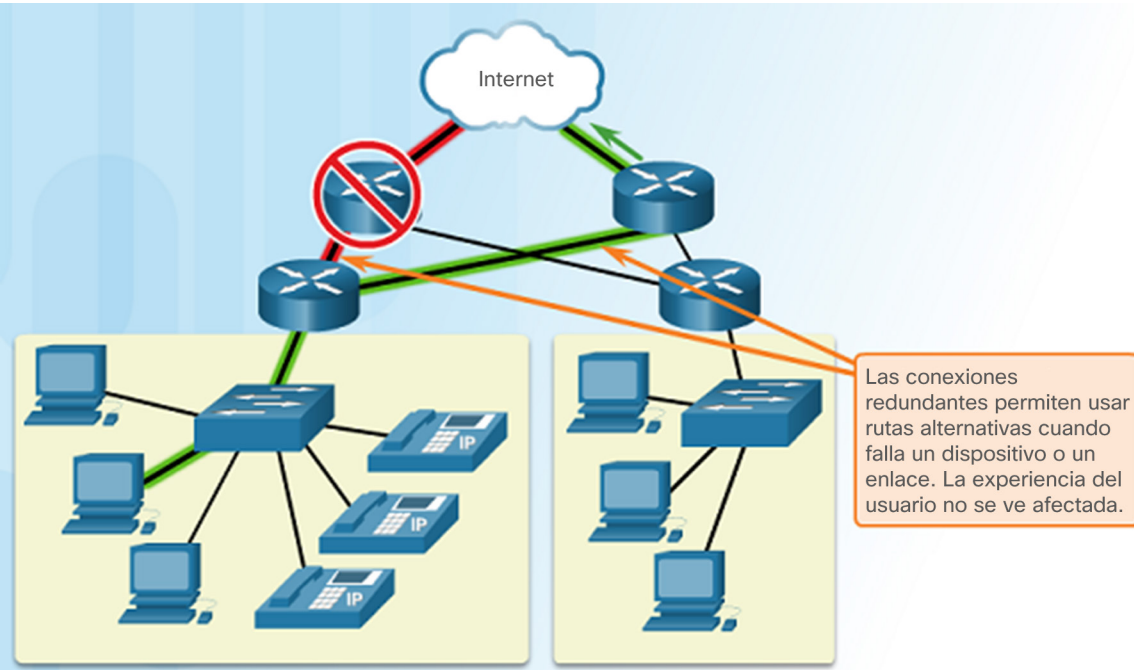 Internet
Las conexiones
redundantes permiten usar
rutas alternativas cuando
falla un dispositivo o un
enlace. La experiencia del
usuario no se ve afectada.
IP
IP
IP